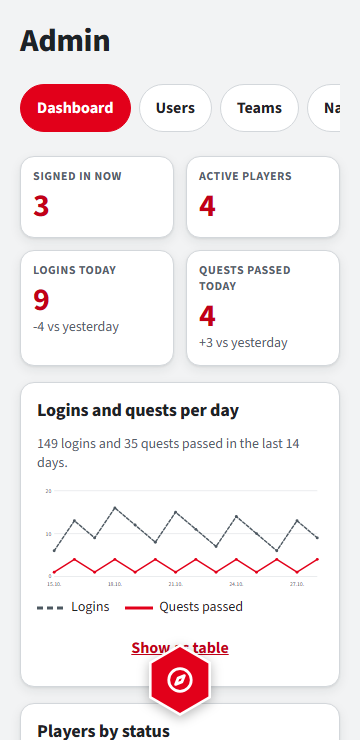 Admin
Dashboard
Users
Teams
Na
SIGNED IN NOW
3
ACTIVE PLAYERS
4
LOGINS TODAY
9
-4 vs yesterday
QUESTS PASSED
TODAY
4
+3 vs yesterday
Logins and quests per day
149 logins and 35 quests passed in the last 14
days.
20
10
0
15.10.
18.10.
21.10.
24.10.
27.10.
Logins
Quests passed
Show as table
Players by status